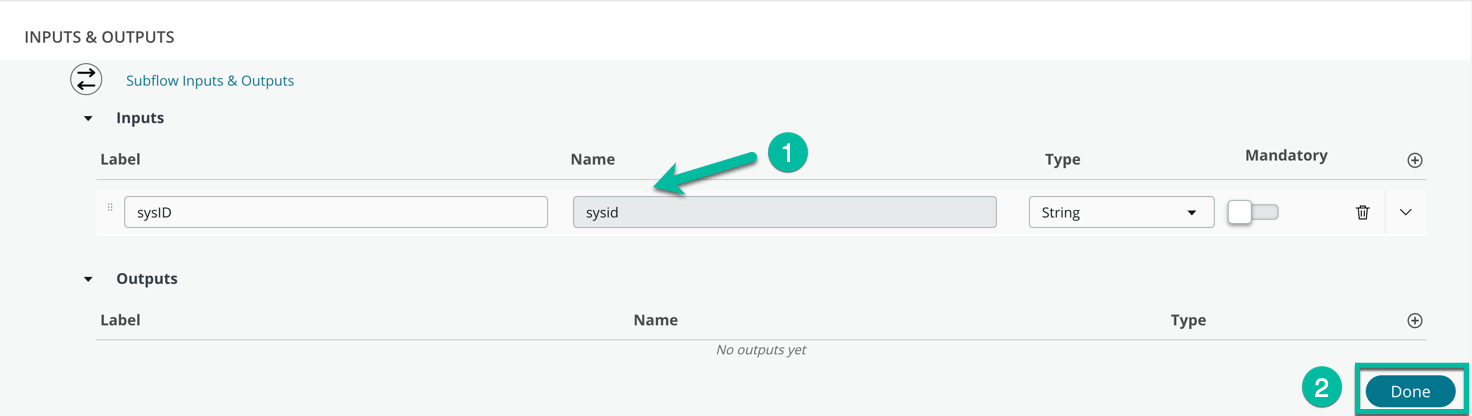 INPUTS & OUTPUTS
Subflow Inputs & Outputs
Inputs
Label Name Type Mandatory
1
sysID sysid String
Outputs
Label Name Type
No outputs yet
2 Done